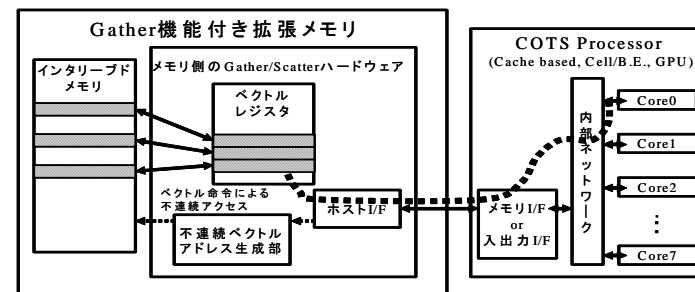 Gather機能付き拡張メモリ
インタリーブド
メモリ
メモリ側のGather/Scatterハードウェア
ベクトル
レジスタ
ベクトル命令による
不連続アクセス
不連続ベクトル
アドレス生成部
ホストI/F
COTS Processor
(Cache based, Cell/B.E., GPU)
メモリI/F
or
入出力I/F
内部ネットワーク
Core0
Core1
Core2
⋮
Core7